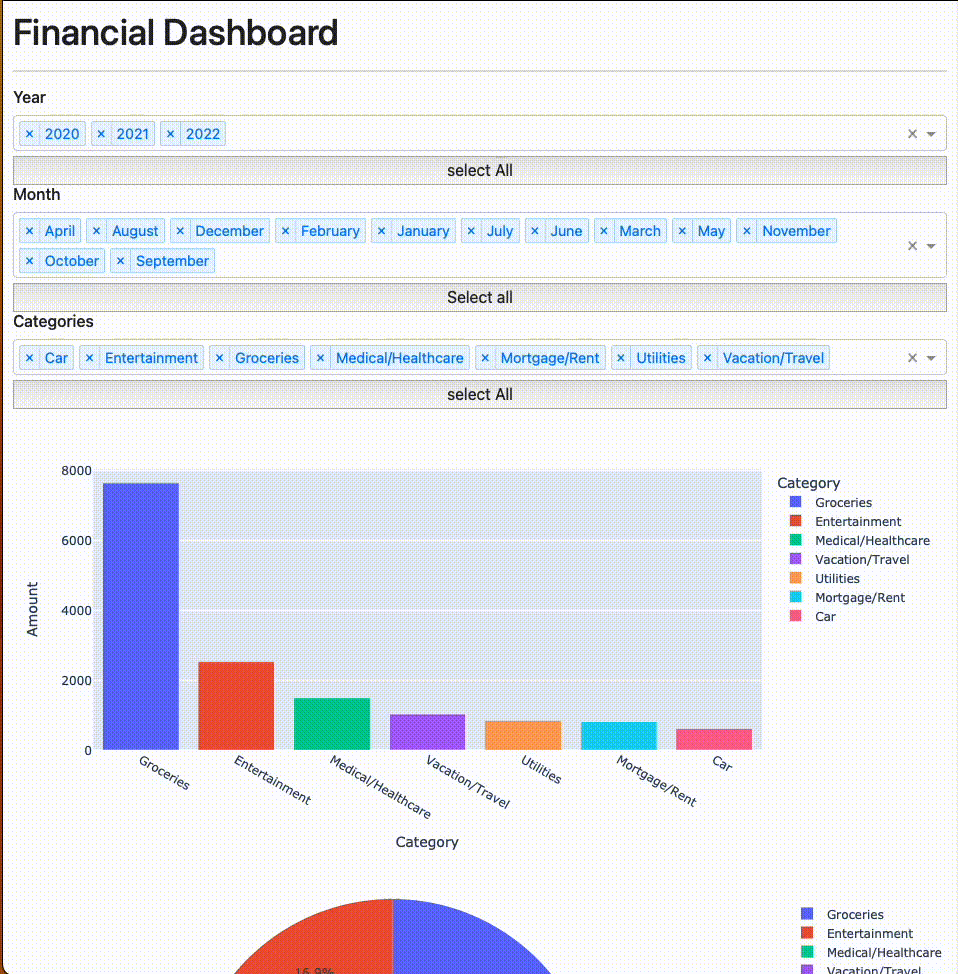 Financial Dashboard
Year
× 2020 × 2021 × 2022
select All
Month
× April × August × December × February × January × July × June × March × May × November
× October × September
Select all
Categories
× Car × Entertainment × Groceries × Medical/Healthcare × Mortgage/Rent × Utilities × Vacation/Travel
select All
8000
6000
4000
2000
0
Amount
Groceries
Entertainment
Medical/Healthcare
Vacation/Travel
Utilities
Mortgage/Rent
Car
Category
Category
Groceries
Entertainment
Medical/Healthcare
Vacation/Travel
Utilities
Mortgage/Rent
Car
15.9%
Groceries
Entertainment
Medical/Healthcare
Vacation/Travel